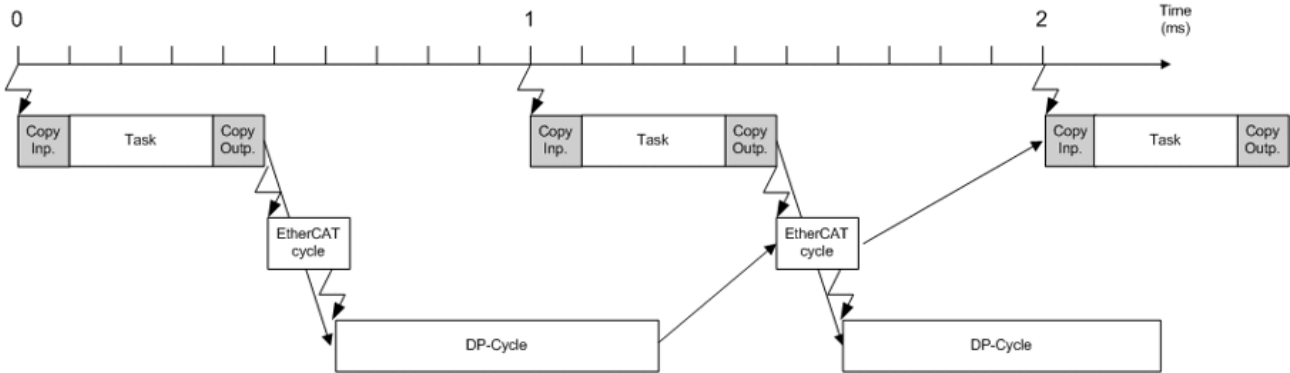 0
1
2
Time
(ms)
Copy
Inp.
Task
Copy
Outp.
Copy
Inp.
Task
Copy
Outp.
Copy
Inp.
Task
Copy
Outp.
EtherCAT
cycle
EtherCAT
cycle
DP-Cycle
DP-Cycle